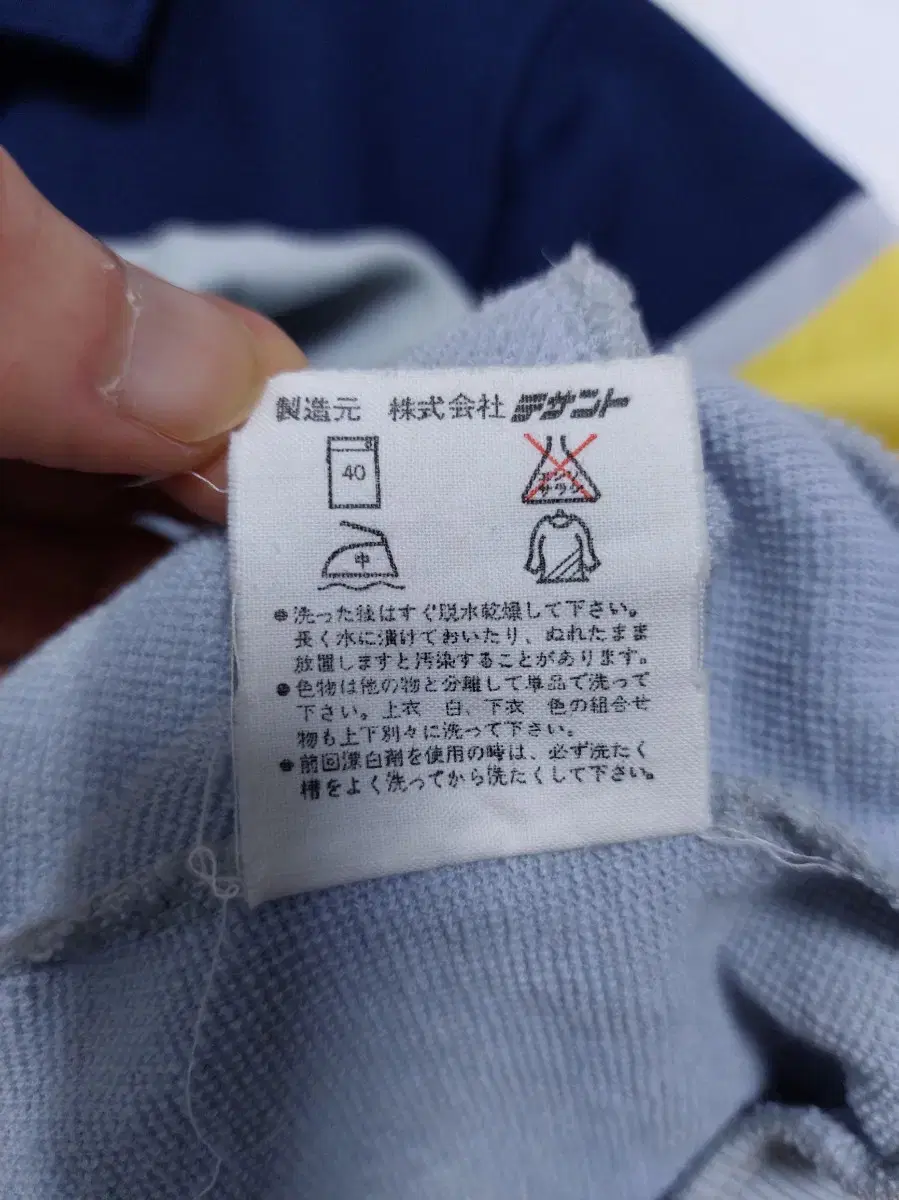 製造元 株式会社デサント
40
エンソ
サラシ
中
●洗った後はすぐ脱水乾燥して下さい。
長く水に漬けておいたり、ぬれたまま
放置しますと汚染することがあります。
●色物は他の物と分離して単品で洗って
下さい。上衣 白、下衣 色の組合せ
物も上下別々に洗って下さい。
●前回漂白剤を使用の時は、必ず洗たく
槽をよく洗ってから洗たくして下さい。